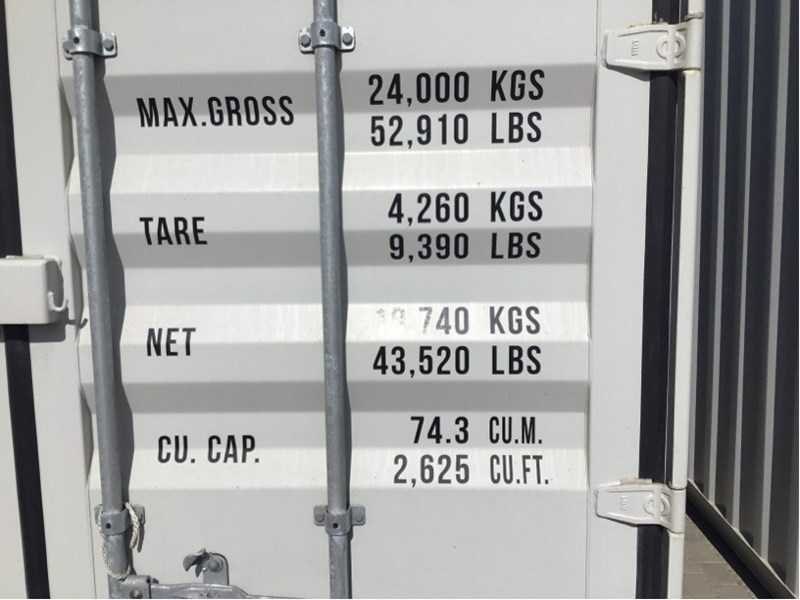 MAX.GROSS 24,000 KGS
52,910 LBS
TARE 4,260 KGS
9,390 LBS
NET 740 KGS
43,520 LBS
CU. CAP. 74.3 CU.M.
2,625 CU.FT.